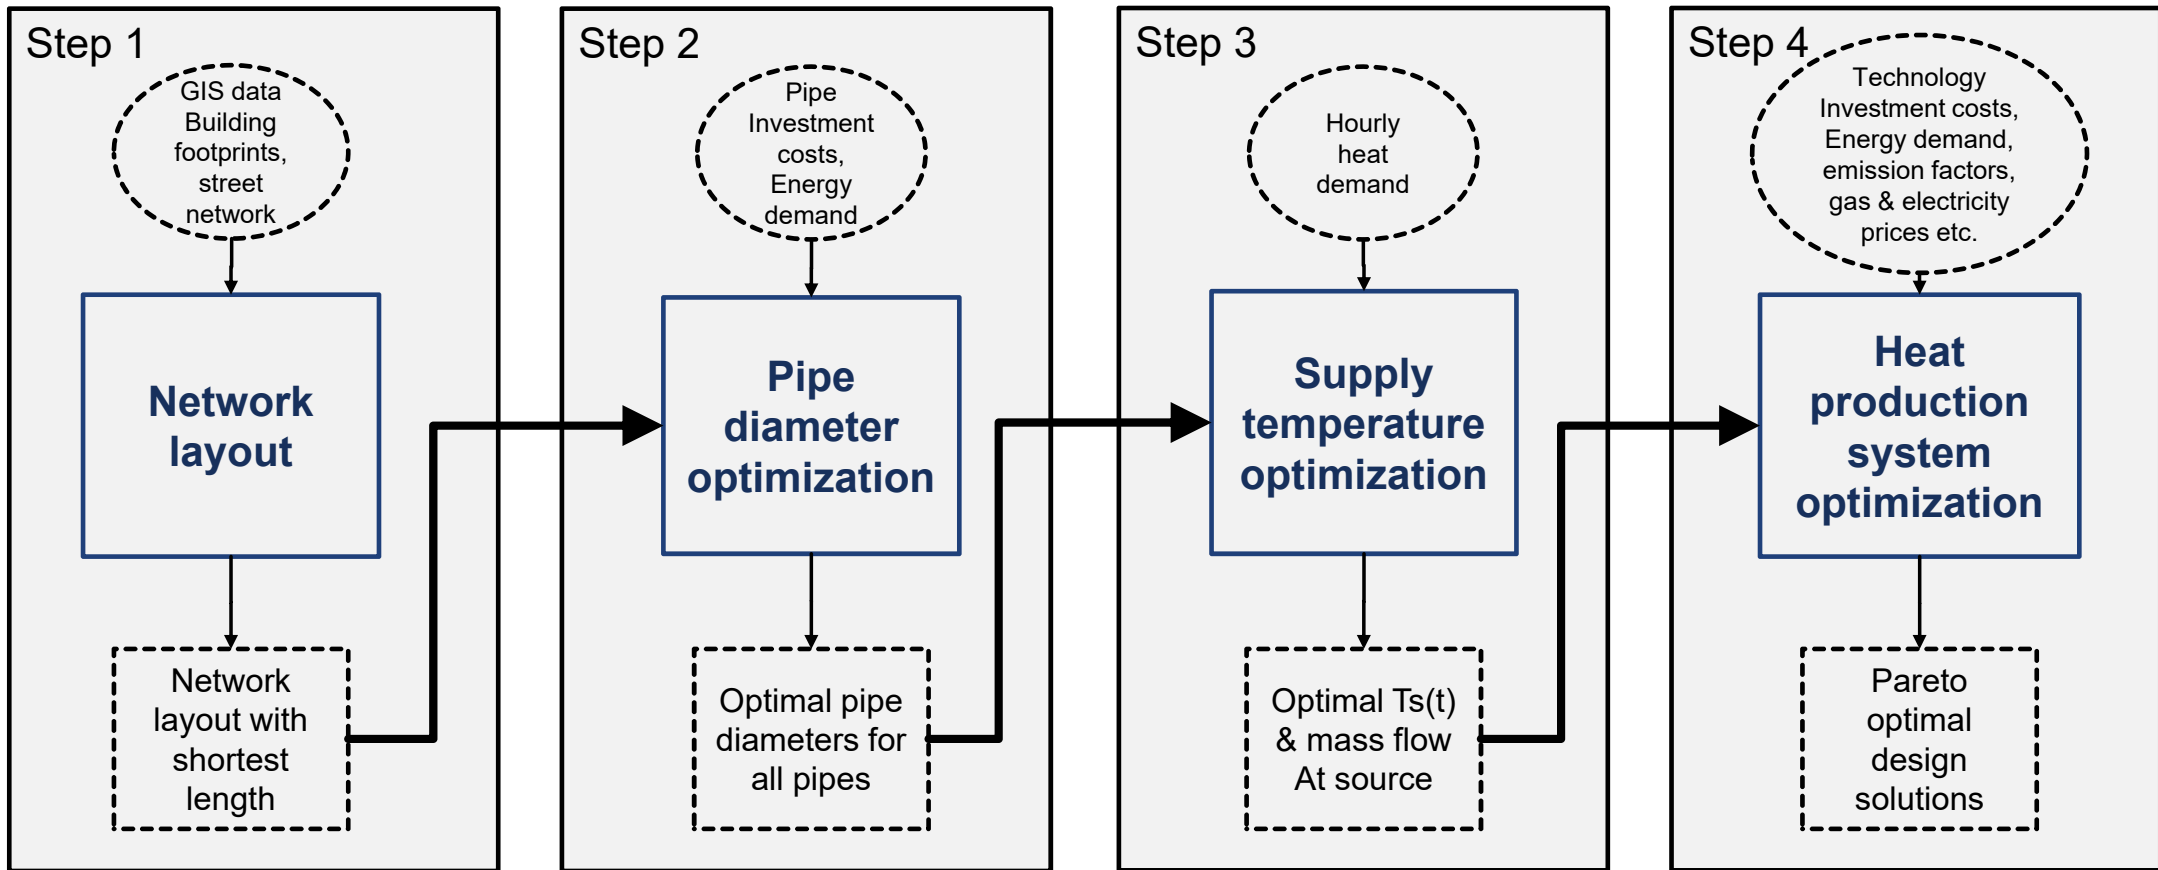 Step 1
GIS data
Building
footprints,
street
network
Network
layout
Network
layout with
shortest
length
Step 2
Pipe
Investment
costs,
Energy
demand
Pipe
diameter
optimization
Optimal pipe
diameters for
all pipes
Step 3
Hourly
heat
demand
Supply
temperature
optimization
Optimal Ts(t)
& mass flow
At source
Step 4
Technology
Investment costs,
Energy demand,
emission factors,
gas & electricity
prices etc.
Heat
production
system
optimization
Pareto
optimal
design
solutions